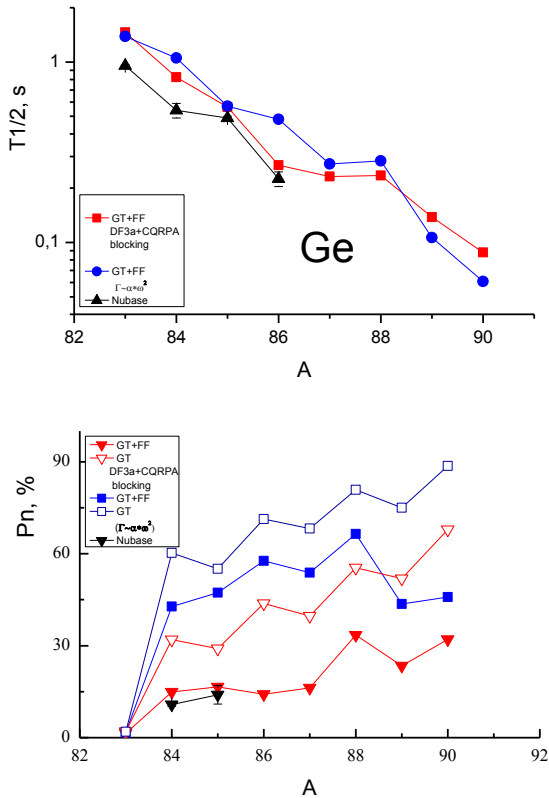 1
T1/2, s
0,1
GT+FF
DF3a+CQRPA
blocking
GT+FF
Γ~α*ω²
Nubase
Ge
82 84 86 88 90
A
GT+FF
GT
DF3a+CQRPA
blocking
GT+FF
GT
(Γ~α*ω²)
Nubase
90
Pn, %
60
30
0
82 84 86 88 90 92
A